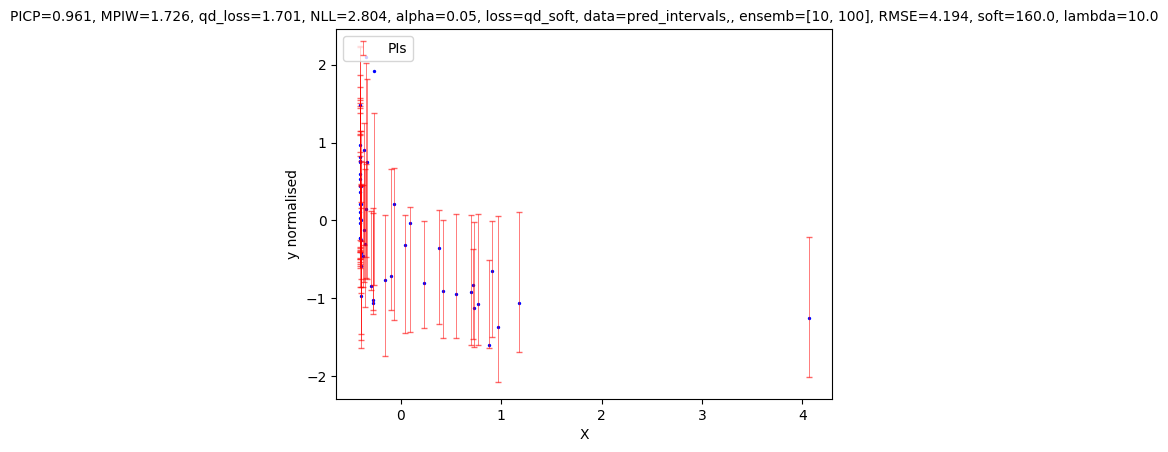 PICP=0.961, MPIW=1.726, qd_loss=1.701, NLL=2.804, alpha=0.05, loss=qd_soft, data=pred_intervals,, ensemb=[10, 100], RMSE=4.194, soft=160.0, lambda=10.0
PIs
2
1
0
−1
−2
y normalised
0 1 2 3 4
X